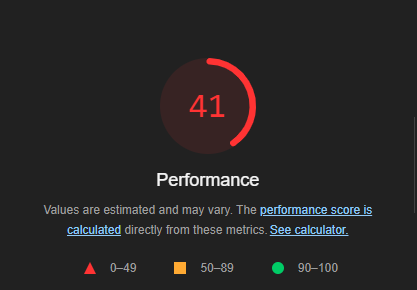 41
Performance
Values are estimated and may vary. The performance score is
calculated directly from these metrics. See calculator.
0–49 50–89 90–100